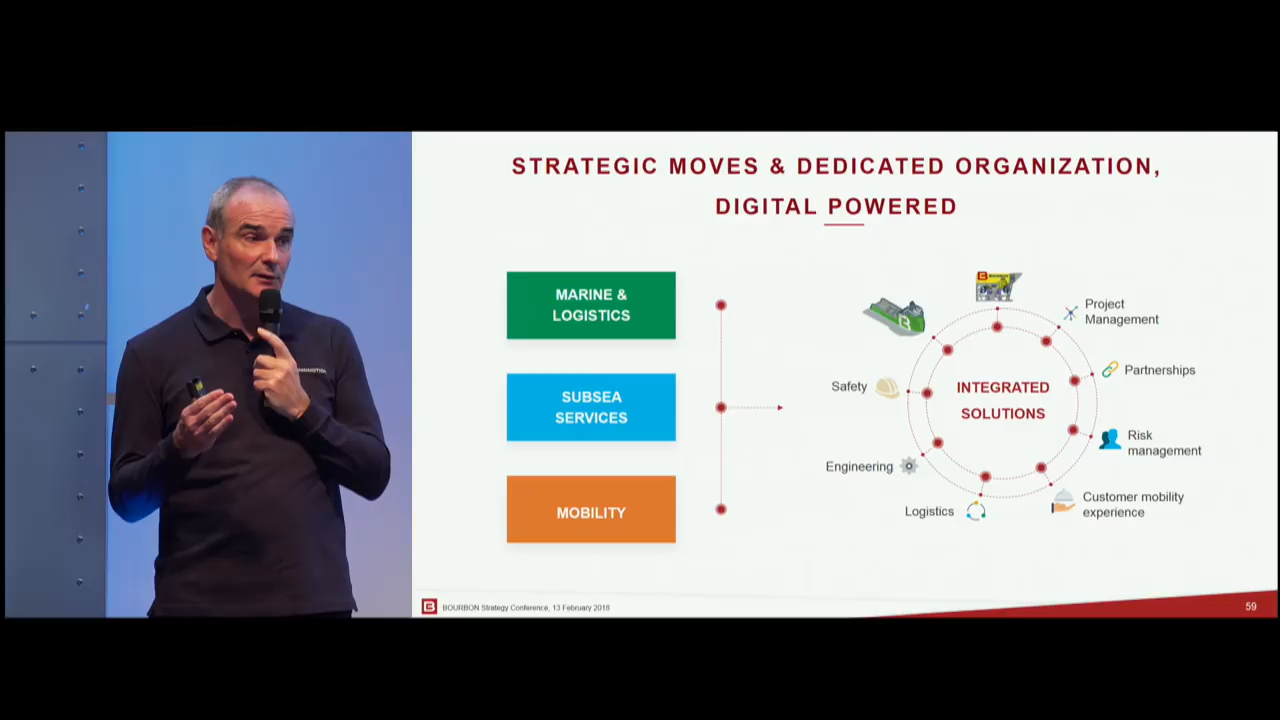 STRATEGIC MOVES & DEDICATED ORGANIZATION,
DIGITAL POWERED
MARINE &
LOGISTICS
SUBSEA
SERVICES
MOBILITY
BOURBON
B
Project
Management
Partnerships
Safety
INTEGRATED
SOLUTIONS
Risk
management
Engineering
Customer mobility
experience
Logistics
BOURBON Strategy Conference, 13 February 2018
59